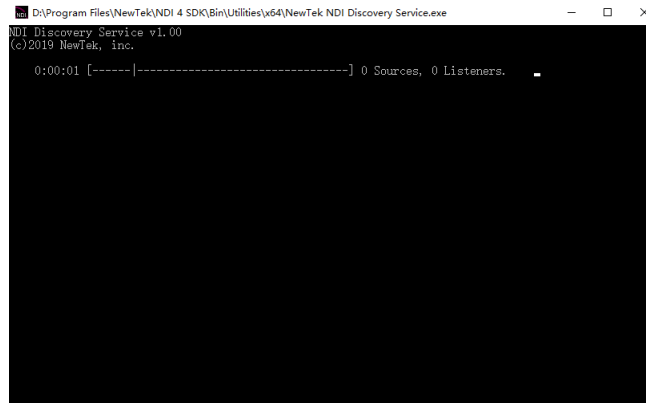 NDI D:\Program Files\NewTek\NDI 4 SDK\Bin\Utilities\x64\NewTek NDI Discovery Service.exe
NDI Discovery Service v1.00
(c)2019 NewTek, inc.
0:00:01 [------|---------------------------------] 0 Sources, 0 Listeners.